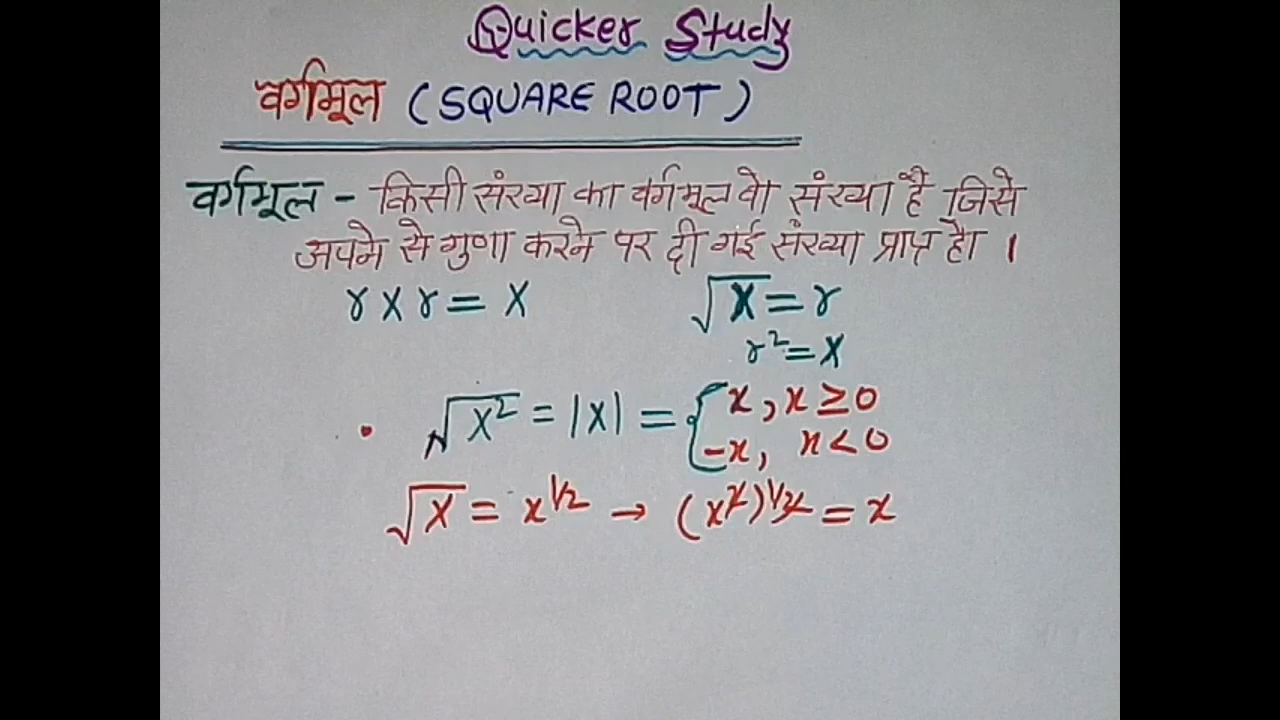 Quicker Study
वर्गमूल (SQUARE ROOT)
वर्गमूल - किसी संख्या का वर्गमूल वो संख्या है जिसे
अपने से गुणा करने पर दी गई संख्या प्राप्त हो ।
r x r = x √x = r
r² = x
• √x² = |x| = { x, x ≥ 0
-x, x < 0
√x = x^1/2 → (x^2)^1/2 = x